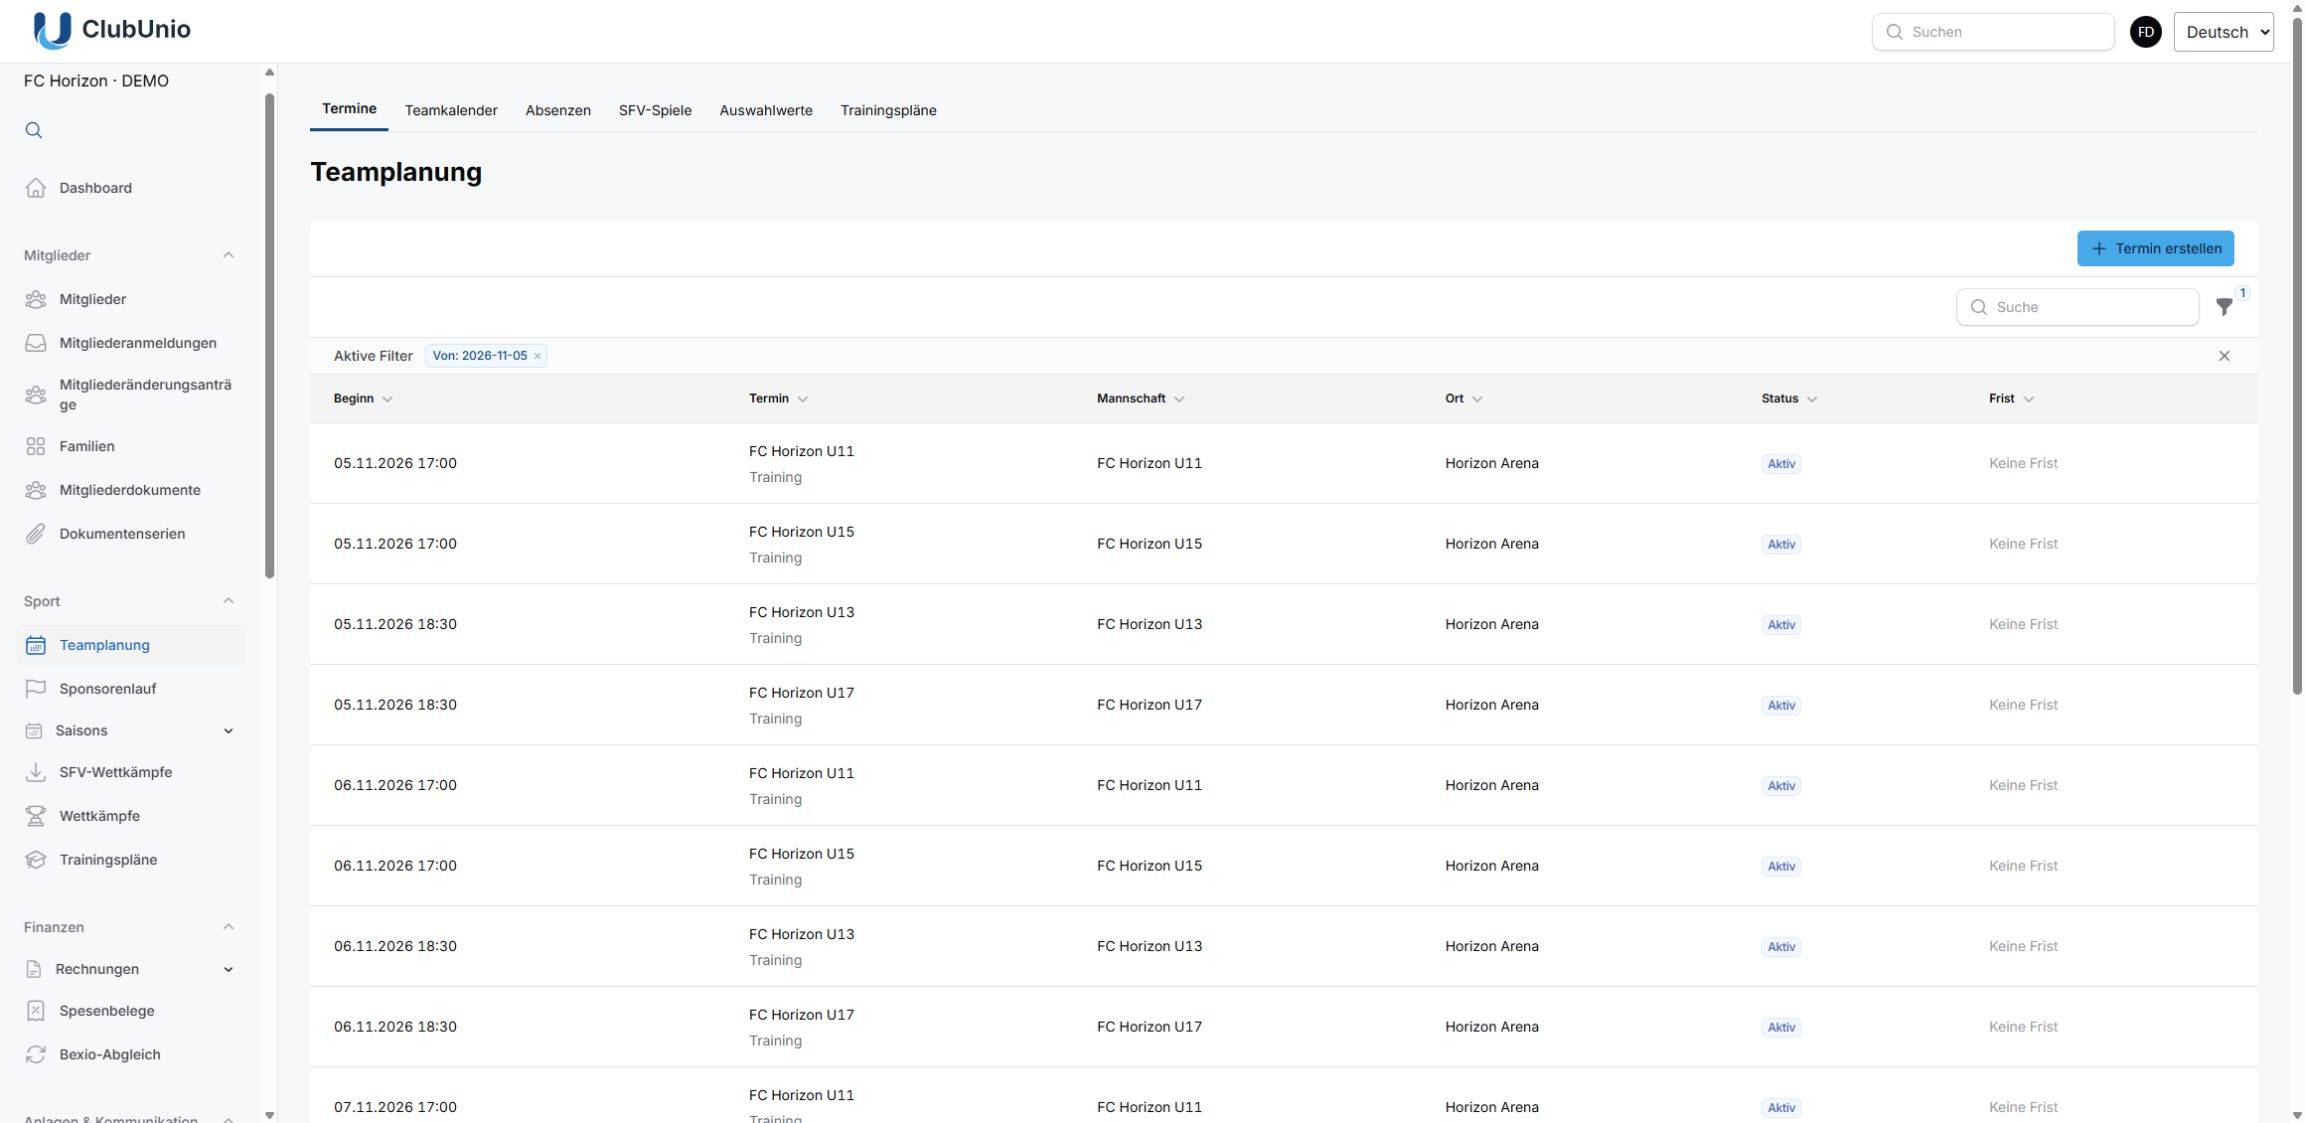 ClubUnio
Suchen
FD
Deutsch
FC Horizon · DEMO
Dashboard
Mitglieder
Mitglieder
Mitgliederanmeldungen
Mitgliederänderungsanträ
ge
Familien
Mitgliederdokumente
Dokumentenserien
Sport
Teamplanung
Sponsorenlauf
Saisons
SFV-Wettkämpfe
Wettkämpfe
Trainingspläne
Finanzen
Rechnungen
Spesenbelege
Bexio-Abgleich
Anlagen & Kommunikation
Termine Teamkalender Absenzen SFV-Spiele Auswahlwerte Trainingspläne
Teamplanung
Termin erstellen
Suche
1
Aktive Filter Von: 2026-11-05 ×
Beginn Termin Mannschaft Ort Status Frist
05.11.2026 17:00 FC Horizon U11 FC Horizon U11 Horizon Arena Aktiv Keine Frist
Training
05.11.2026 17:00 FC Horizon U15 FC Horizon U15 Horizon Arena Aktiv Keine Frist
Training
05.11.2026 18:30 FC Horizon U13 FC Horizon U13 Horizon Arena Aktiv Keine Frist
Training
05.11.2026 18:30 FC Horizon U17 FC Horizon U17 Horizon Arena Aktiv Keine Frist
Training
06.11.2026 17:00 FC Horizon U11 FC Horizon U11 Horizon Arena Aktiv Keine Frist
Training
06.11.2026 17:00 FC Horizon U15 FC Horizon U15 Horizon Arena Aktiv Keine Frist
Training
06.11.2026 18:30 FC Horizon U13 FC Horizon U13 Horizon Arena Aktiv Keine Frist
Training
06.11.2026 18:30 FC Horizon U17 FC Horizon U17 Horizon Arena Aktiv Keine Frist
Training
07.11.2026 17:00 FC Horizon U11 FC Horizon U11 Horizon Arena Aktiv Keine Frist
Training